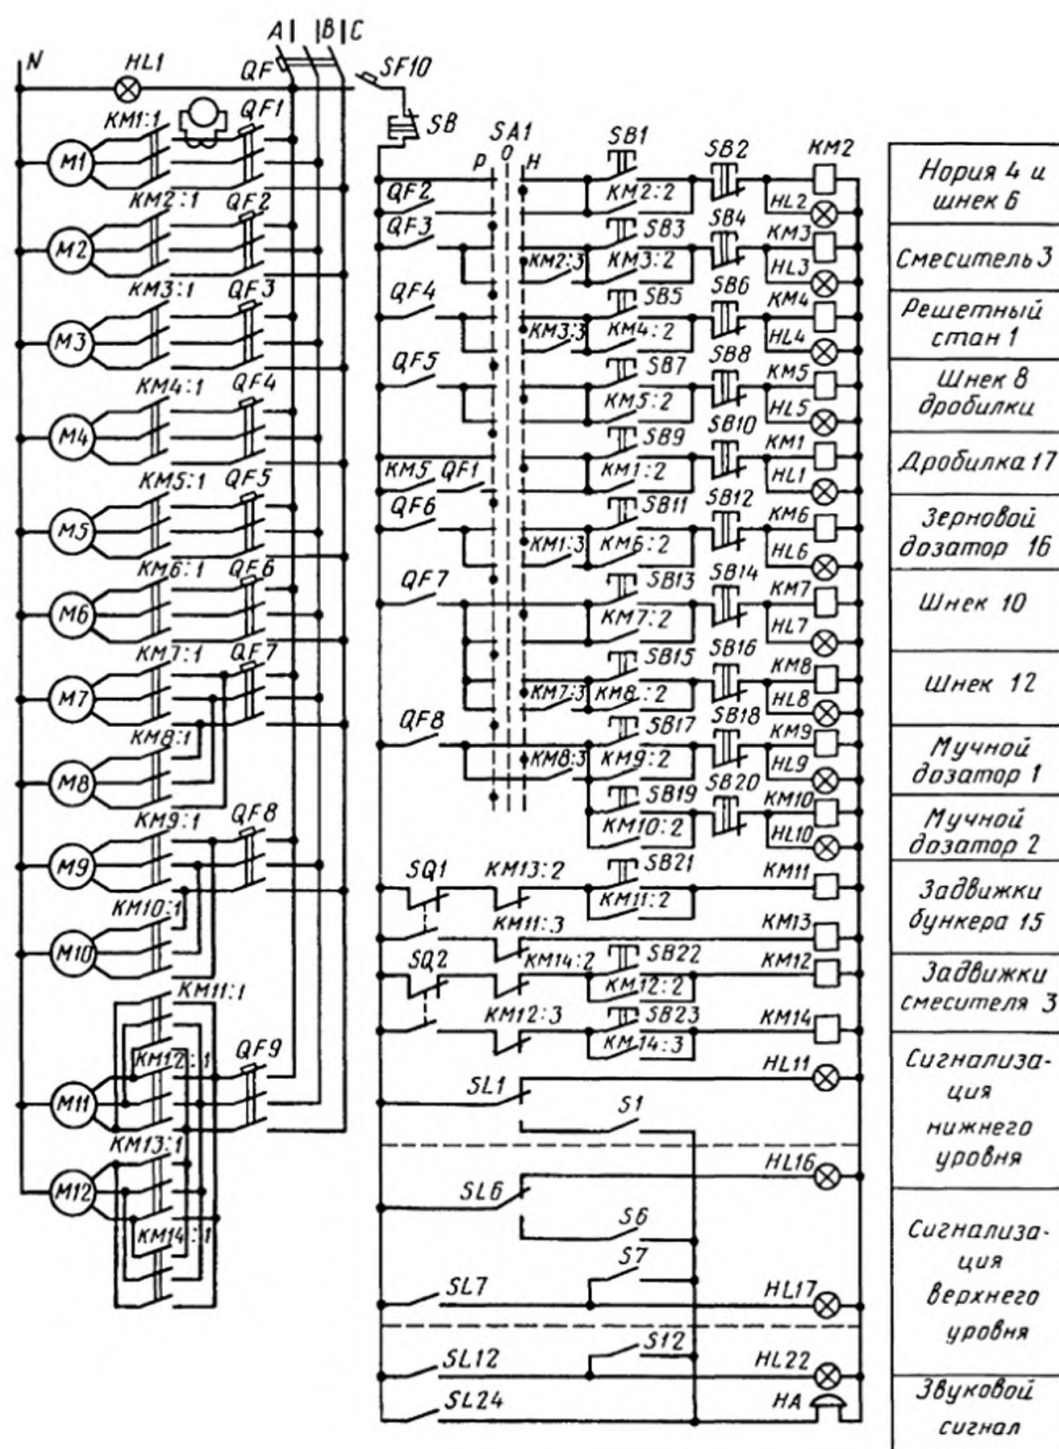 A B C
N HL1 QF SF10
KM1:1 QF1 SB SA1 SB1 SB2 KM2
P 0 H
M1 KM2:2 HL2 Нория 4 и
шнек 6
KM2:1 QF2 QF2
M2 QF3 SB3 SB4 KM3
KM2:3 KM3:2 HL3 Смеситель 3
KM3:1 QF3 QF4 SB5 SB6 KM4
M3 KM3:3 KM4:2 HL4 Решетный
стан 1
KM4:1 QF4 QF5 SB7 SB8 KM5
M4 KM5:2 HL5 Шнек 8
дробилки
SB9 SB10 KM1
KM5:1 QF5 KM5 QF1 KM1:2 HL1 Дробилка 17
M5 QF6 SB11 SB12 KM6
KM6:1 QF6 KM1:3 KM6:2 HL6 Зерновой
дозатор 16
M6 QF7 SB13 SB14 KM7
KM7:2 HL7 Шнек 10
KM7:1 QF7 SB15 SB16 KM8
M7 KM7:3 KM8:2 HL8 Шнек 12
KM8:1 QF8 SB17 SB18 KM9
M8 KM8:3 KM9:2 HL9 Мучной
дозатор 1
SB19 SB20 KM10
KM9:1 QF8 KM10:2 HL10 Мучной
дозатор 2
M9 SQ1 KM13:2 SB21 KM11
KM10:1 KM11:2 Задвижки
бункера 15
M10 KM11:3 KM13
SQ2 KM14:2 SB22 KM12
KM11:1 KM12:2 Задвижки
смесителя 3
KM12:1 QF9 KM12:3 SB23 KM14
KM14:3
M11 SL1 HL11 Сигнализа-
ция
нижнего
уровня
KM13:1 S1
M12 SL6 HL16
KM14:1 S6 Сигнализа-
ция
верхнего
уровня
S7
SL7 HL17
S12
SL12 HL22
SL24 HA Звуковой
сигнал